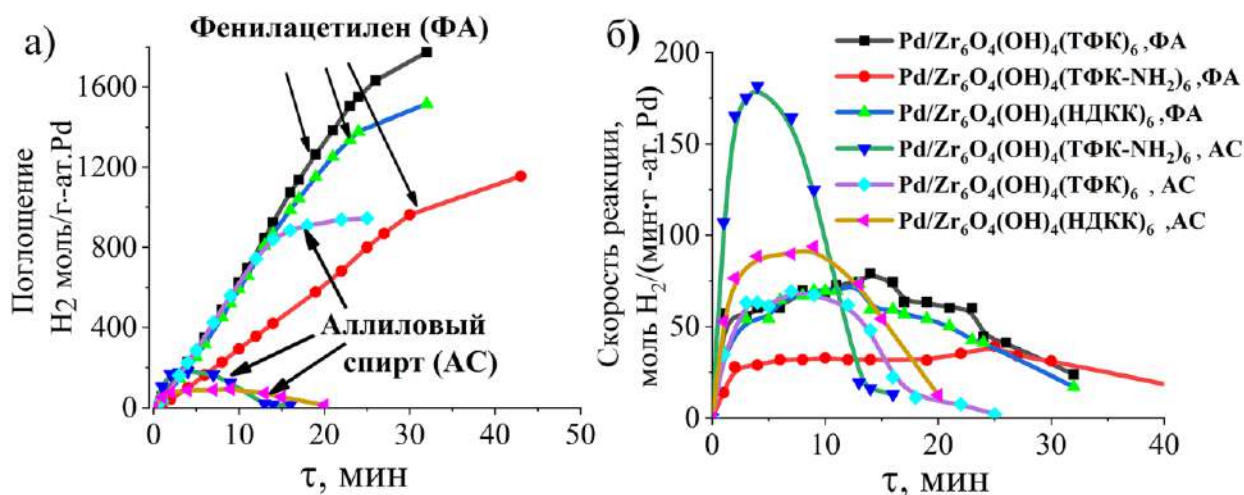 а)
Фенилацетилен (ФА)
Поглощение
H2 моль/г--ат.Pd
1600
1200
800
400
0
Аллиловый
спирт (АС)
0 10 20 30 40 50
τ, мин
б)
Скорость реакции,
моль H₂/(мин·г -ат.Pd)
200
150
100
50
0
Pd/Zr₆O₄(OH)₄(ТФК)₆ ,ФА
Pd/Zr₆O₄(OH)₄(ТФК-NH₂)₆ ,ФА
Pd/Zr₆O₄(OH)₄(НДКК)₆ ,ФА
Pd/Zr₆O₄(OH)₄(ТФК-NH₂)₆ , АС
Pd/Zr₆O₄(OH)₄(ТФК)₆ , АС
Pd/Zr₆O₄(OH)₄(НДКК)₆ ,АС
0 10 20 30 40
τ, мин